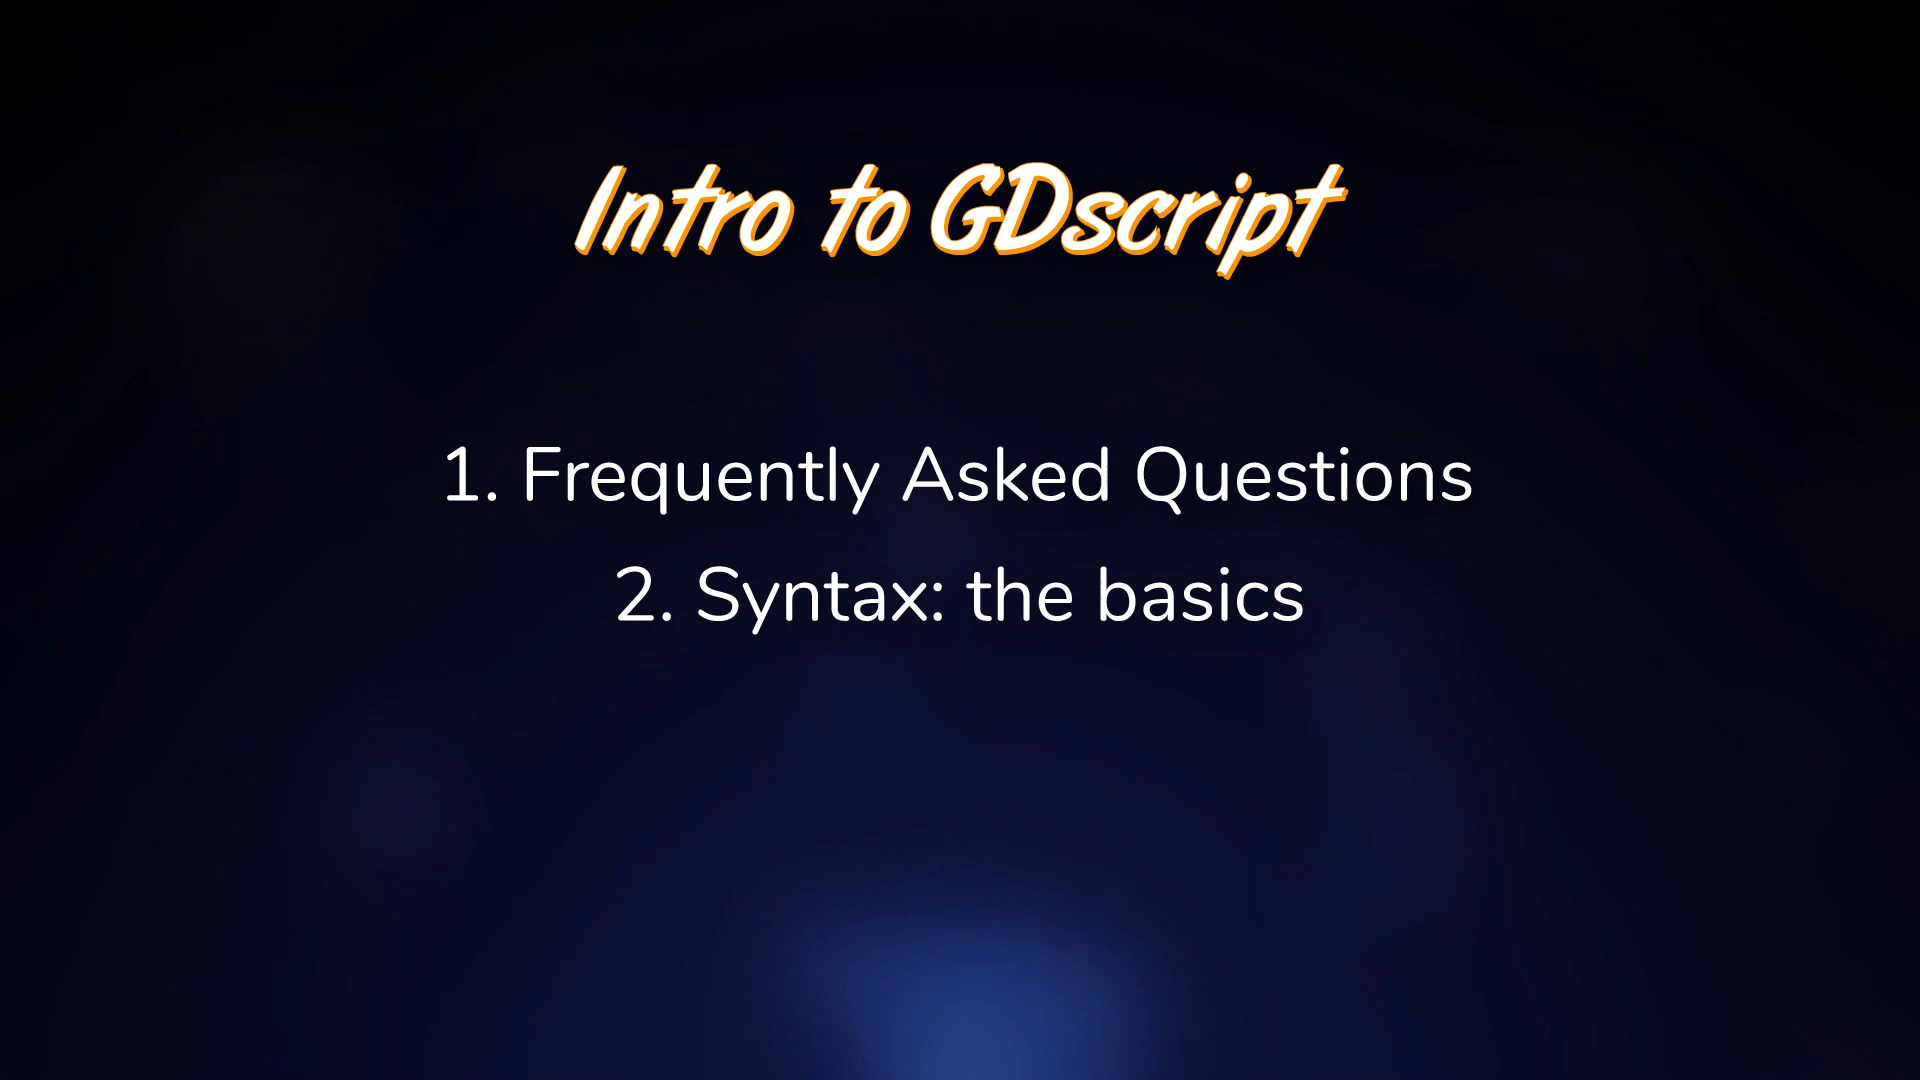 Intro to GDscript
1. Frequently Asked Questions
2. Syntax: the basics